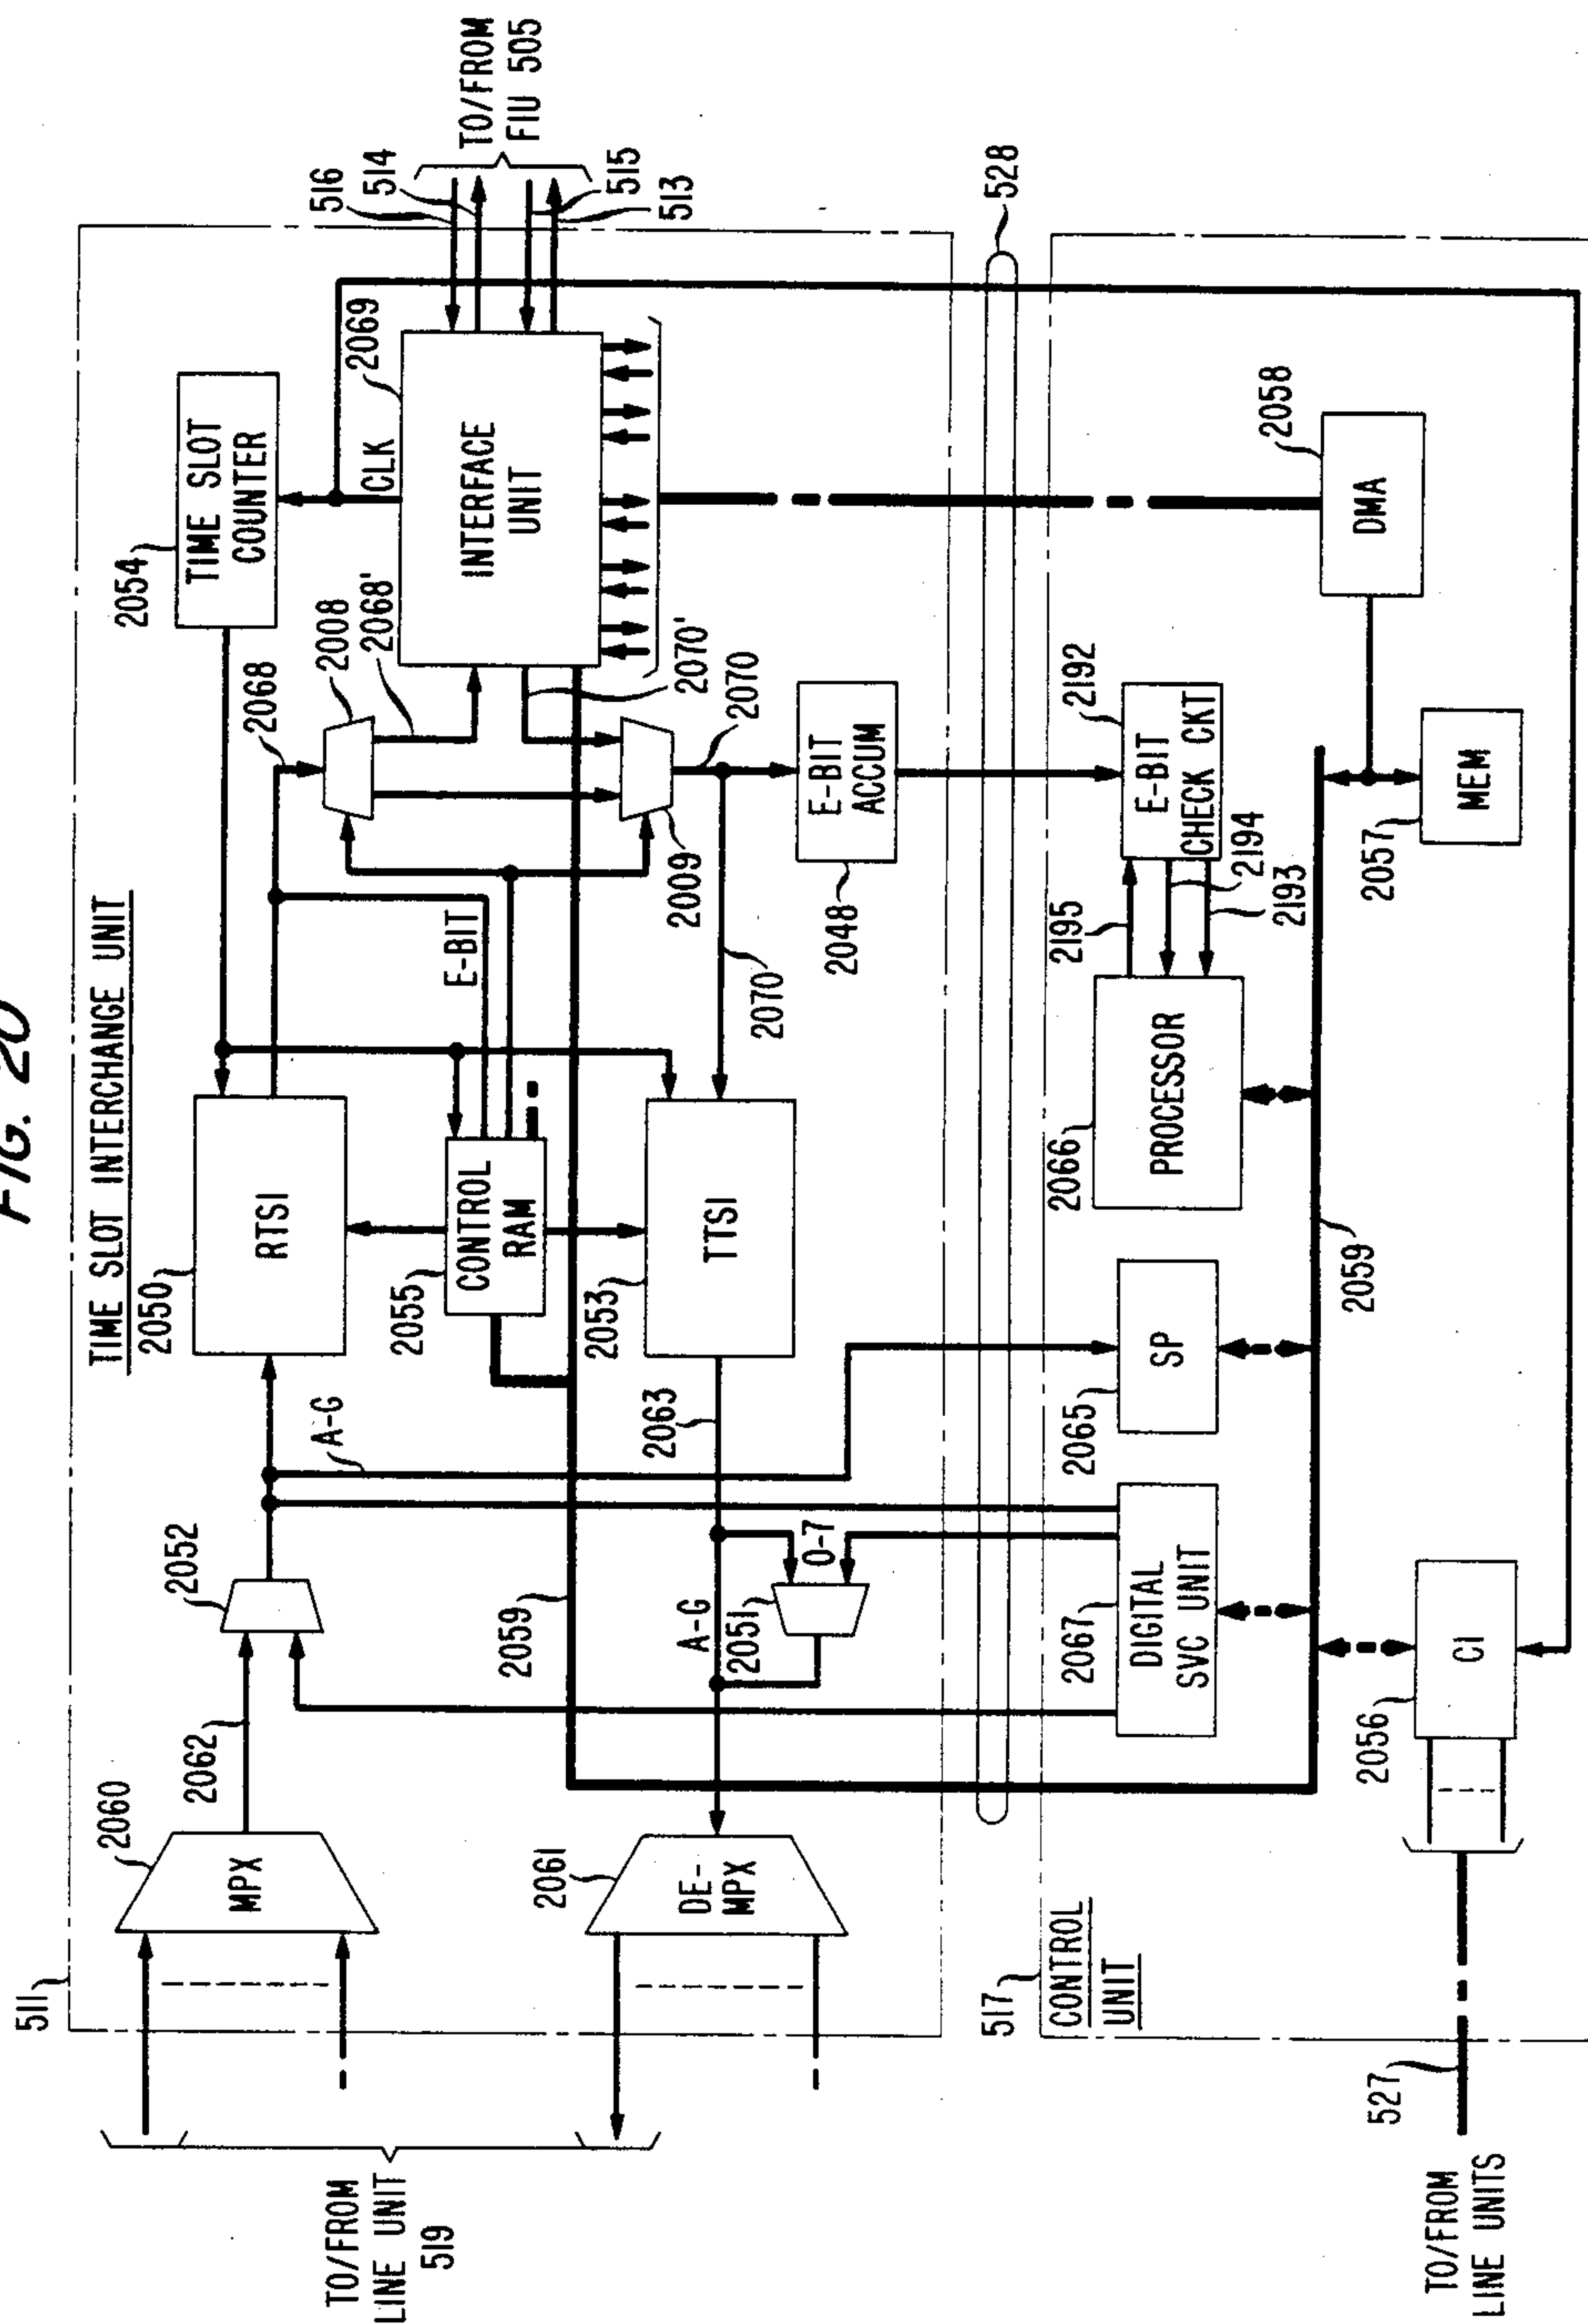 FIG. 20
TIME SLOT INTERCHANGE UNIT
511
2060
MPX
2062
2052
A-G
2050
RTSI
2054
TIME SLOT
COUNTER
2068
2008
2068'
CLK
2069
INTERFACE
UNIT
516
514
TO/FROM
FIU 505
515
513
E-BIT
2055
CONTROL
RAM
2009
2070'
2070
2070
2053
TTSI
2063
2059
A-G
2051
0-7
2061
DE-
MPX
2048
E-BIT
ACCUM
TO/FROM
LINE UNIT
519
528
517
CONTROL
UNIT
2067
DIGITAL
SVC UNIT
2065
SP
2066
PROCESSOR
2195
2194
2193
2192
E-BIT
CHECK CKT
2058
DMA
2057
MEM
2059
2056
CI
527
TO/FROM
LINE UNITS